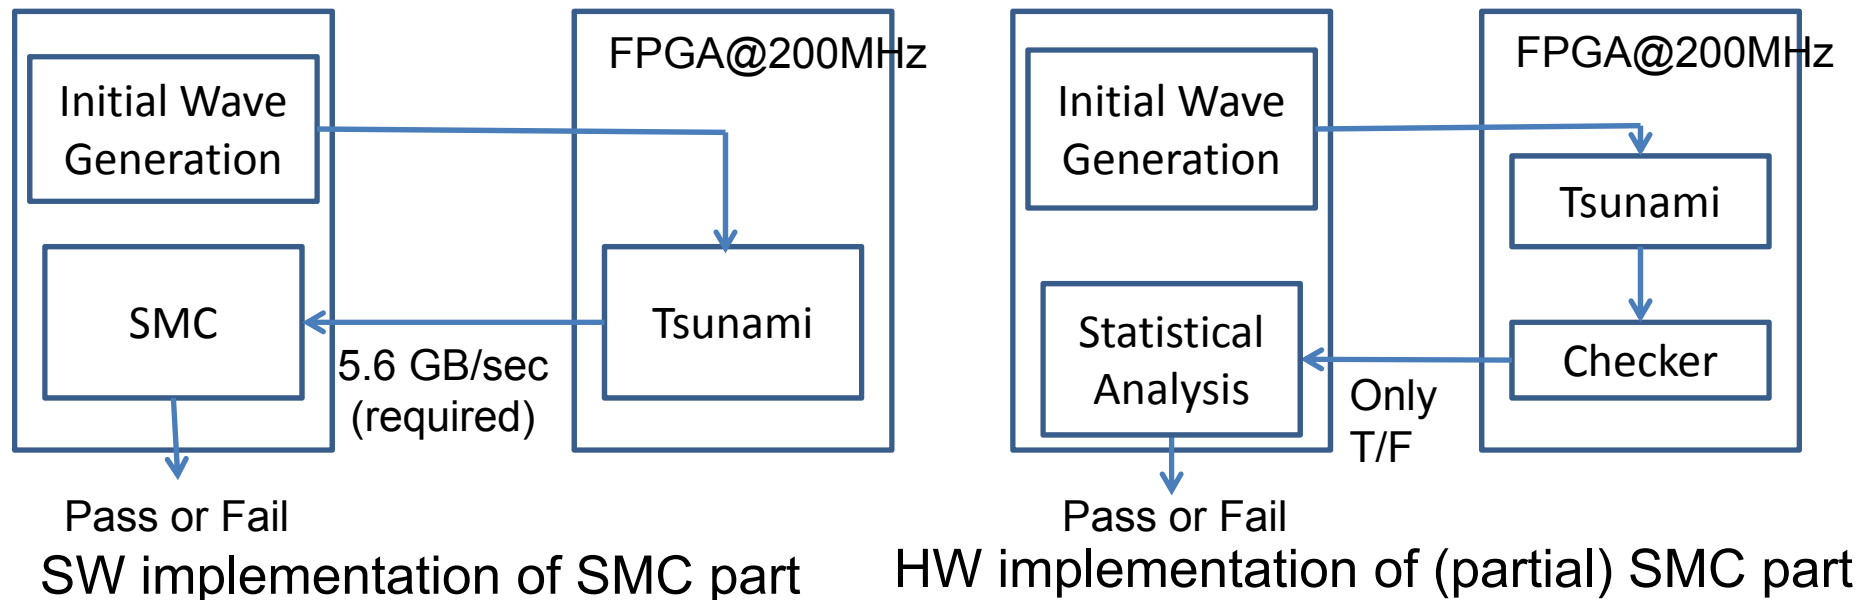 FPGA@200MHz
Initial Wave
Generation
SMC
Tsunami
5.6 GB/sec
(required)
Pass or Fail
SW implementation of SMC part
FPGA@200MHz
Initial Wave
Generation
Tsunami
Statistical
Analysis
Checker
Only
T/F
Pass or Fail
HW implementation of (partial) SMC part